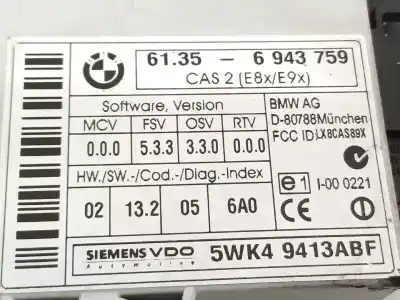 BMW
61.35 - 6 943 759
CAS 2 (E8x/E9x)
Software, Version
MCV FSV OSV RTV
0.0.0 5.3.3 3.3.0 0.0.0
HW./SW.-/Cod.-/Diag.-Index
02 13.2 05 6A0
BMW AG
D-80788München
FCC ID:LX8CAS89X
e1 I-00 0221
CE
SIEMENS VDO
Automotive
5WK4 9413ABF